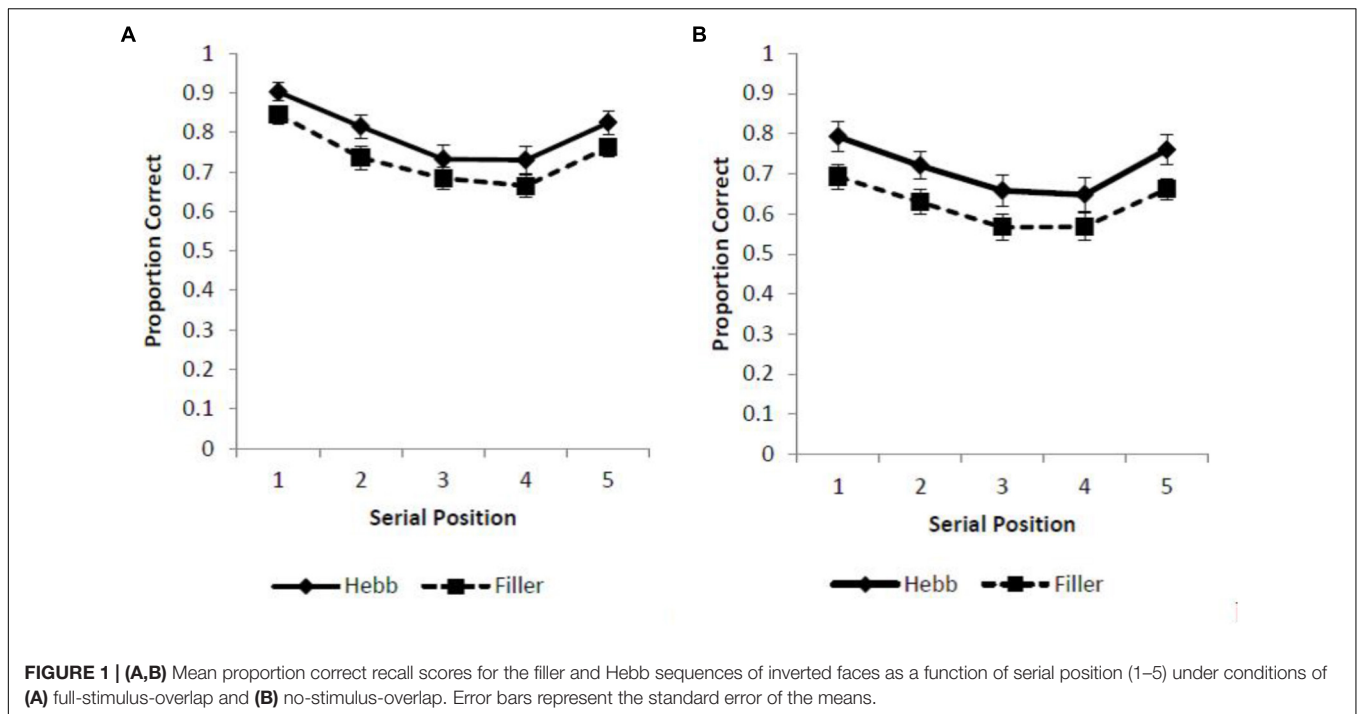 A
B
1
0.9
0.8
0.7
0.6
0.5
0.4
0.3
0.2
0.1
0
Proportion Correct
1 2 3 4 5
Serial Position
Hebb Filler
1
0.9
0.8
0.7
0.6
0.5
0.4
0.3
0.2
0.1
0
Proportion Correct
1 2 3 4 5
Serial Position
Hebb Filler
FIGURE 1 | (A,B) Mean proportion correct recall scores for the filler and Hebb sequences of inverted faces as a function of serial position (1–5) under conditions of
(A) full-stimulus-overlap and (B) no-stimulus-overlap. Error bars represent the standard error of the means.